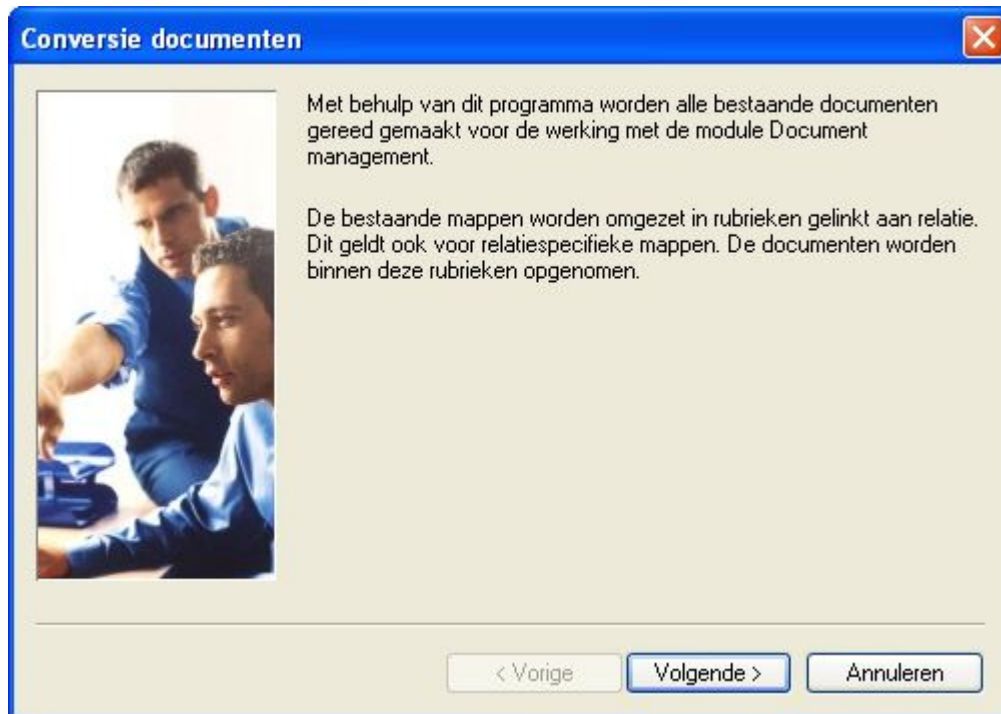 Conversie documenten
Met behulp van dit programma worden alle bestaande documenten
gereed gemaakt voor de werking met de module Document
management.
De bestaande mappen worden omgezet in rubrieken gelinkt aan relatie.
Dit geldt ook voor relatiespecifieke mappen. De documenten worden
binnen deze rubrieken opgenomen.
< Vorige
Volgende >
Annuleren